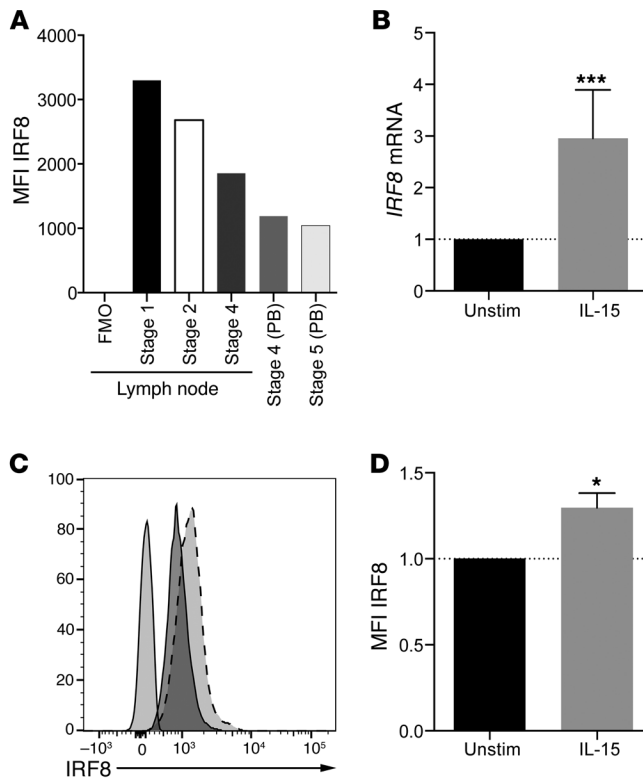 A
MFI IRF8
4000
3000
2000
1000
0
FMO
Stage 1
Stage 2
Stage 4
Stage 4 (PB)
Stage 5 (PB)
Lymph node
B
IRF8 mRNA
5
4
3
2
1
0
***
Unstim
IL-15
C
100
80
60
40
20
0
−10³
0
10³
10⁴
10⁵
IRF8
D
MFI IRF8
1.5
1.0
0.5
0.0
*
Unstim
IL-15